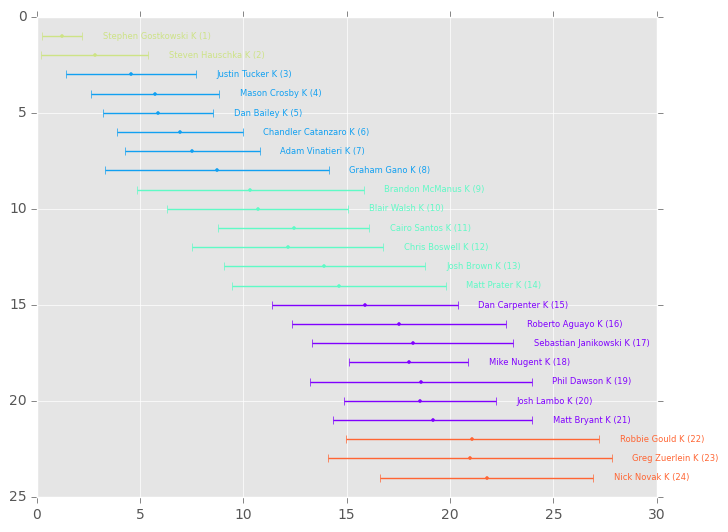 0
Stephen Gostkowski K (1)
Steven Hauschka K (2)
Justin Tucker K (3)
Mason Crosby K (4)
5
Dan Bailey K (5)
Chandler Catanzaro K (6)
Adam Vinatieri K (7)
Graham Gano K (8)
Brandon McManus K (9)
10
Blair Walsh K (10)
Cairo Santos K (11)
Chris Boswell K (12)
Josh Brown K (13)
Matt Prater K (14)
15
Dan Carpenter K (15)
Roberto Aguayo K (16)
Sebastian Janikowski K (17)
Mike Nugent K (18)
Phil Dawson K (19)
20
Josh Lambo K (20)
Matt Bryant K (21)
Robbie Gould K (22)
Greg Zuerlein K (23)
Nick Novak K (24)
25
0 5 10 15 20 25 30